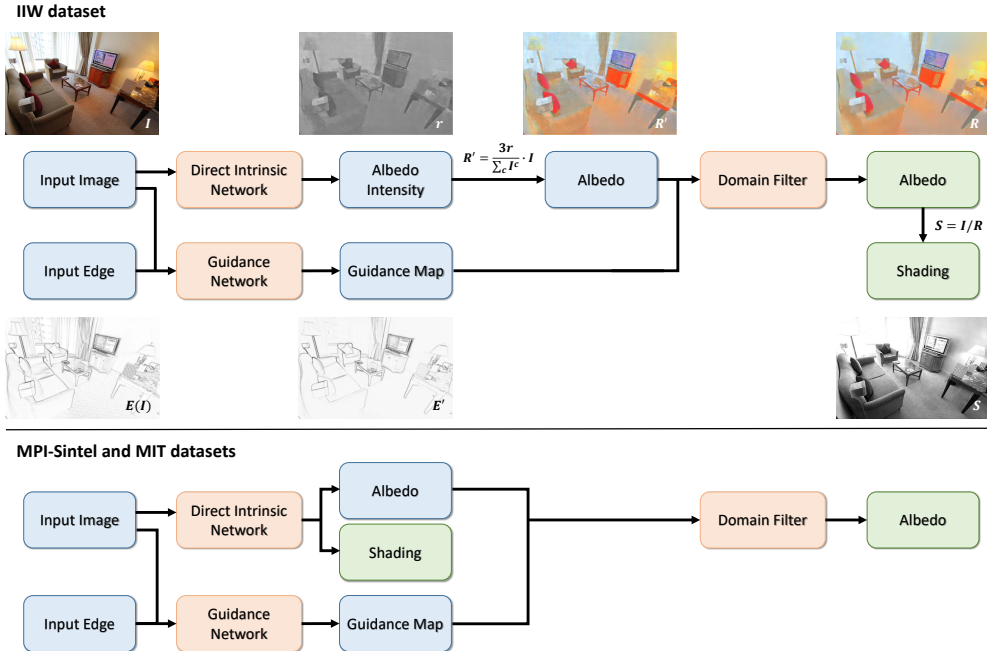 IIW dataset
I
r
R'
R
Input Image
Direct Intrinsic
Network
Albedo
Intensity
R' = 3r / ∑c I^c · I
Albedo
Domain Filter
Albedo
S = I/R
Input Edge
Guidance
Network
Guidance Map
Shading
E(I)
E'
S
MPI-Sintel and MIT datasets
Input Image
Direct Intrinsic
Network
Albedo
Shading
Domain Filter
Albedo
Input Edge
Guidance
Network
Guidance Map